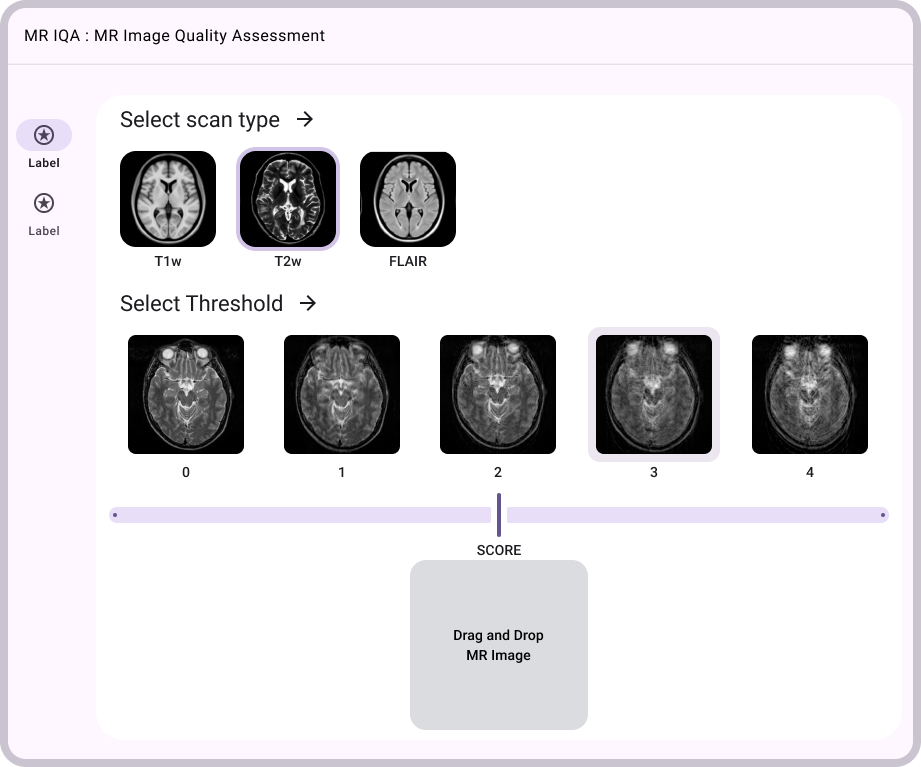 MR IQA : MR Image Quality Assessment
Label
Label
Select scan type
T1w
T2w
FLAIR
Select Threshold
0
1
2
3
4
SCORE
Drag and Drop
MR Image